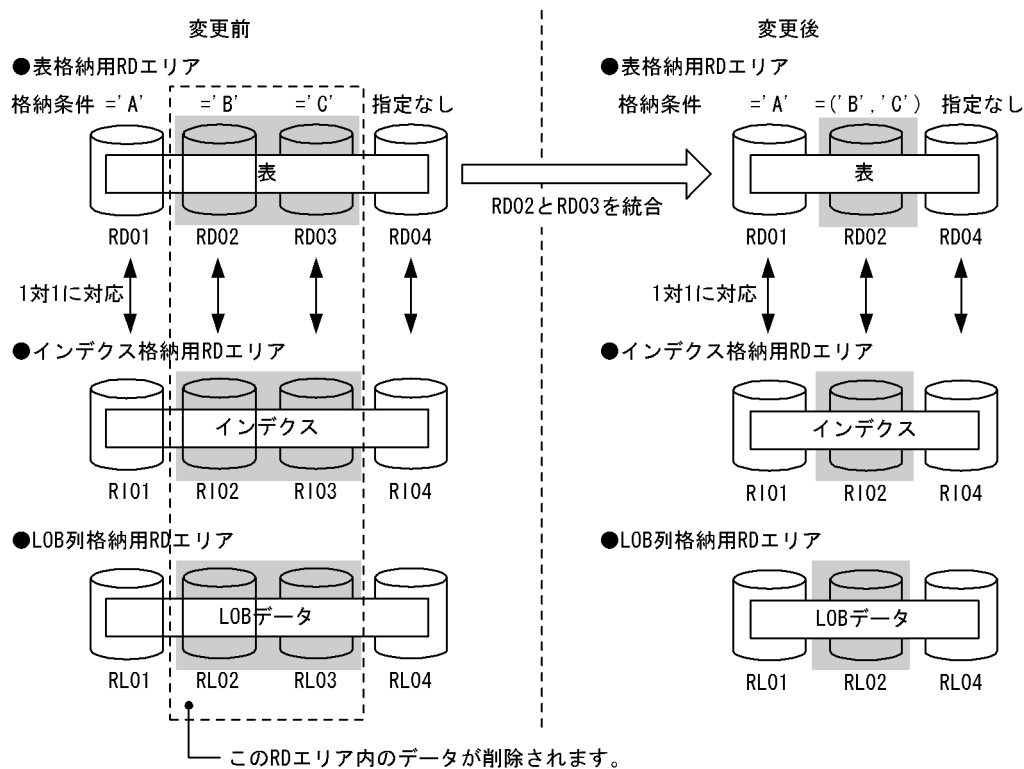 変更前
変更後
●表格納用RDエリア
●表格納用RDエリア
格納条件 ='A' ='B' ='C' 指定なし
格納条件 ='A' =('B','C') 指定なし
表
表
RD02とRD03を統合
RD01 RD02 RD03 RD04
RD01 RD02 RD04
1対1に対応
1対1に対応
●インデクス格納用RDエリア
●インデクス格納用RDエリア
インデクス
インデクス
RI01 RI02 RI03 RI04
RI01 RI02 RI04
●LOB列格納用RDエリア
●LOB列格納用RDエリア
LOBデータ
LOBデータ
RL01 RL02 RL03 RL04
RL01 RL02 RL04
このRDエリア内のデータが削除されます。